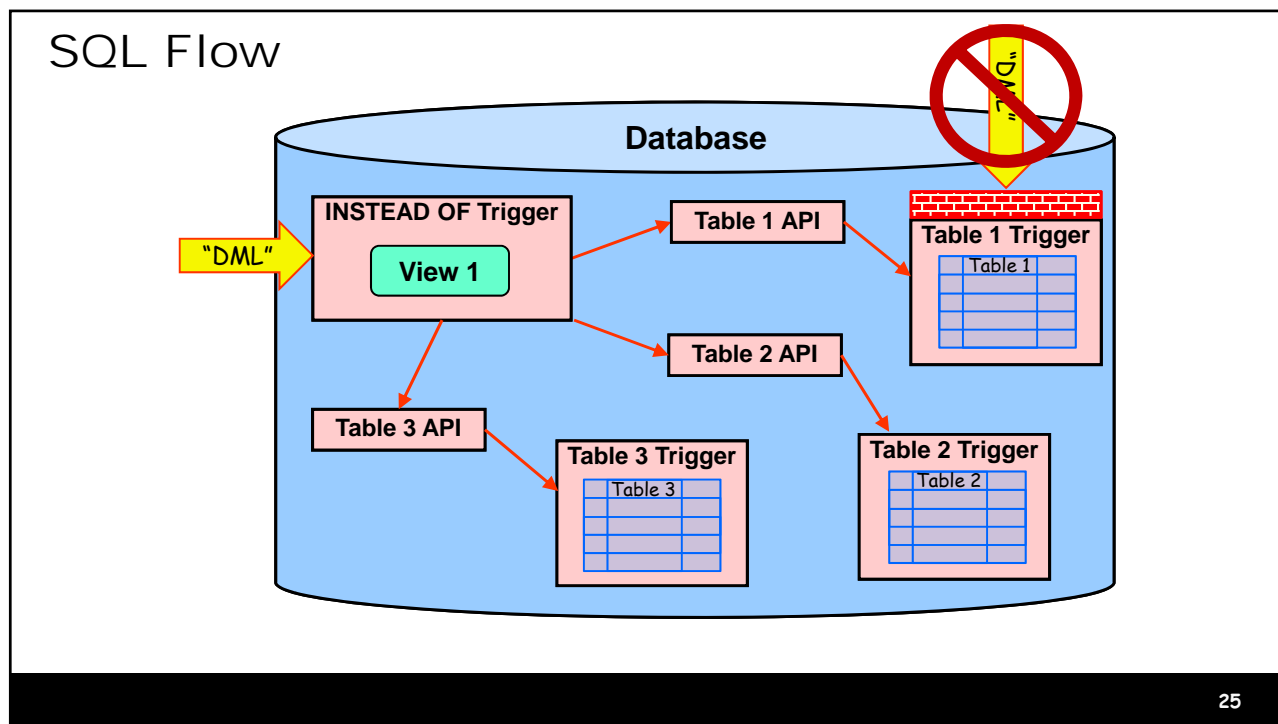 SQL Flow
"DML"
Database
INSTEAD OF Trigger
View 1
"DML"
Table 1 API
Table 1 Trigger
Table 1
Table 2 API
Table 3 API
Table 3 Trigger
Table 3
Table 2 Trigger
Table 2
25